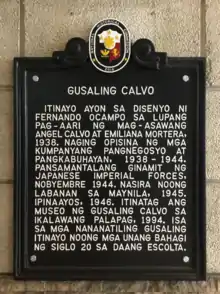 GUSALING CALVO
ITINAYO AYON SA DISENYO NI
FERNANDO OCAMPO SA LUPANG
PAG-AARI NG MAG-ASAWANG
ANGEL CALVO AT EMILIANA MORTERA,
1938. NAGING OPISINA NG MGA
KUMPANYANG PANGNEGOSYO AT
PANGKABUHAYAN, 1938-1944.
PANSAMANTALANG GINAMIT NG
JAPANESE IMPERIAL FORCES,
NOBYEMBRE 1944. NASIRA NOONG
LABANAN SA MAYNILA, 1945.
IPINAAYOS, 1946. ITINATAG ANG
MUSEO NG GUSALING CALVO SA
IKALAWANG PALAPAG, 1994. ISA
SA MGA NANANATILING GUSALING
ITINAYO NOONG MGA UNANG BAHAGI
NG SIGLO 20 SA DAANG ESCOLTA.